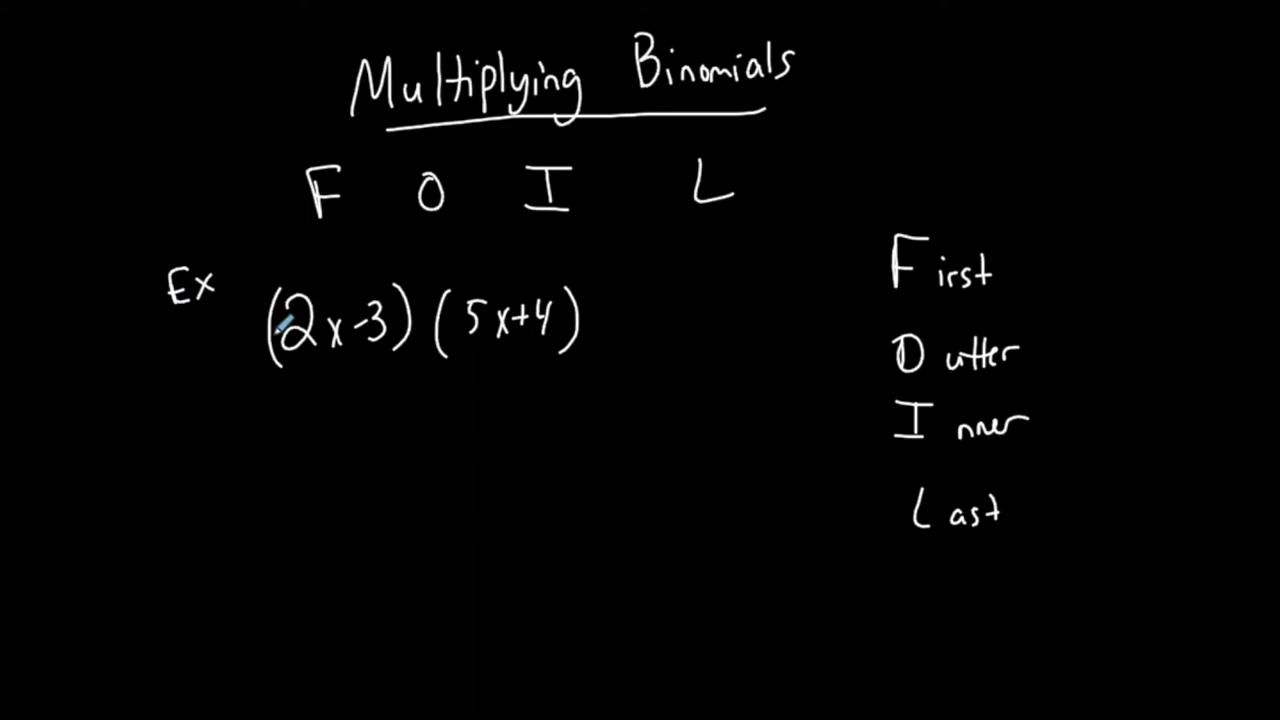 Multiplying Binomials
F O I L
Ex (2x-3)(5x+4)
First
Outter
Inner
Last